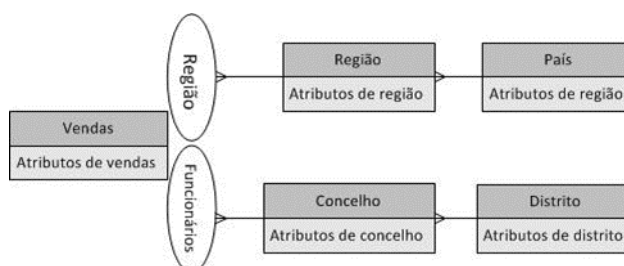 Região
Região
Atributos de região
País
Atributos de região
Vendas
Atributos de vendas
Funcionários
Concelho
Atributos de concelho
Distrito
Atributos de distrito